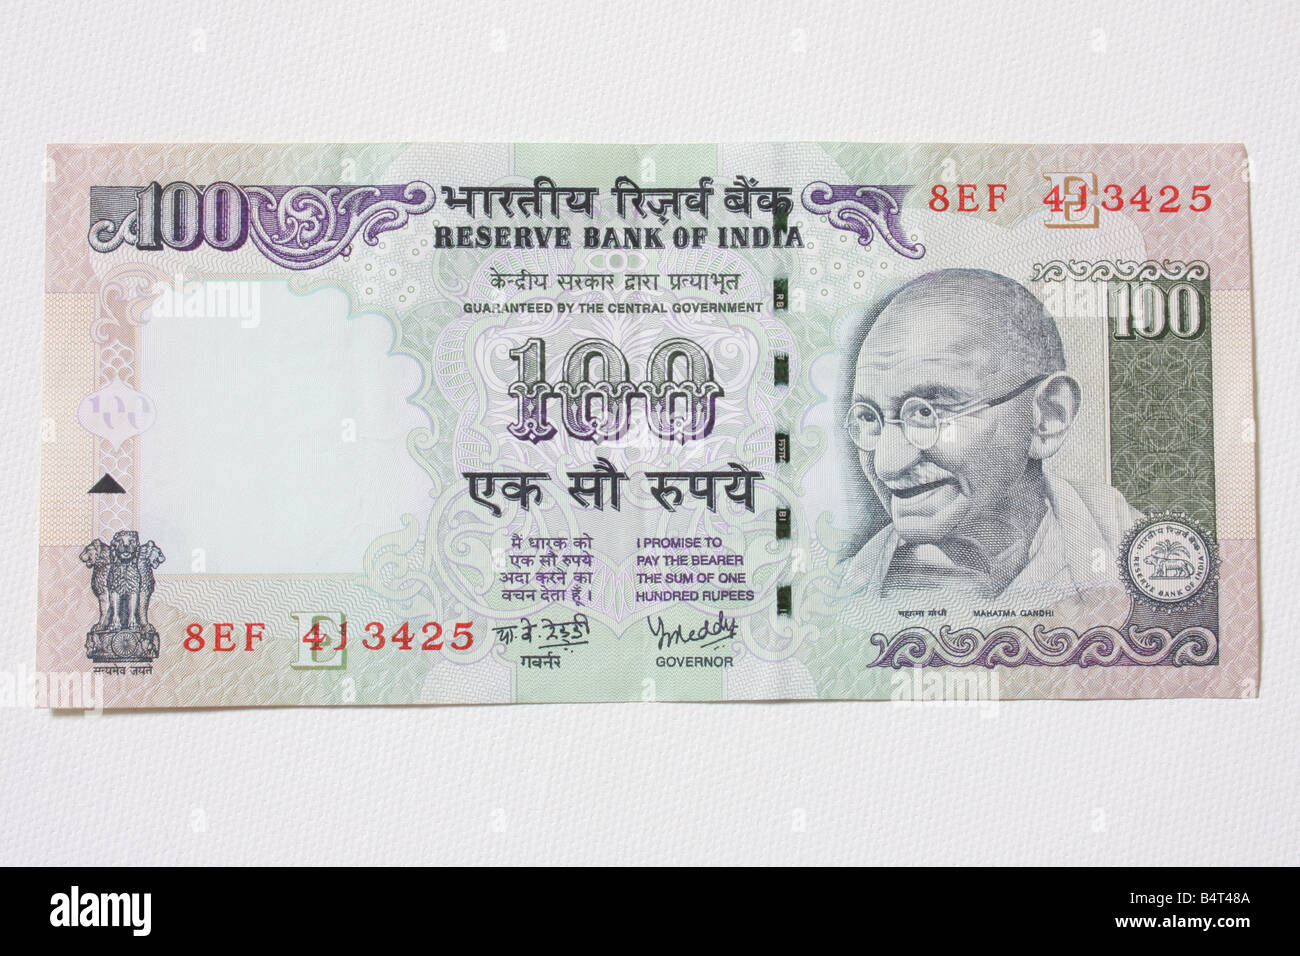 100
भारतीय रिज़र्व बैंक
RESERVE BANK OF INDIA
8EF 4J3425
E
केन्द्रीय सरकार द्वारा प्रत्याभूत
GUARANTEED BY THE CENTRAL GOVERNMENT
100
100
एक सौ रुपये
मैं धारक को
एक सौ रुपये
अदा करने का
वचन देता हूँ।
I PROMISE TO
PAY THE BEARER
THE SUM OF ONE
HUNDRED RUPEES
गवर्नर
GOVERNOR
8EF 4J3425
E
सत्यमेव जयते
महात्मा गांधी
MAHATMA GANDHI
भारतीय रिज़र्व बैंक
RESERVE BANK OF INDIA
alamy
Image ID: B4T48A
www.alamy.com